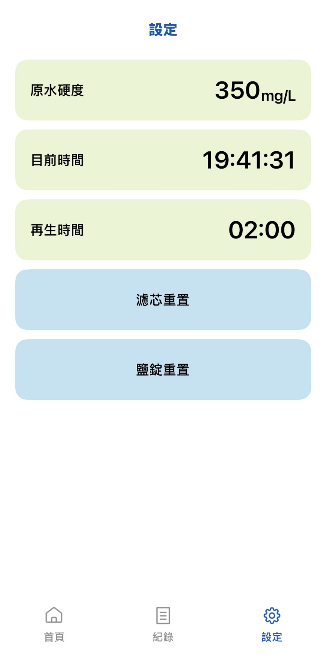 設定
原水硬度 350mg/L
目前時間 19:41:31
再生時間 02:00
濾芯重置
鹽錠重置
首頁 紀錄 設定